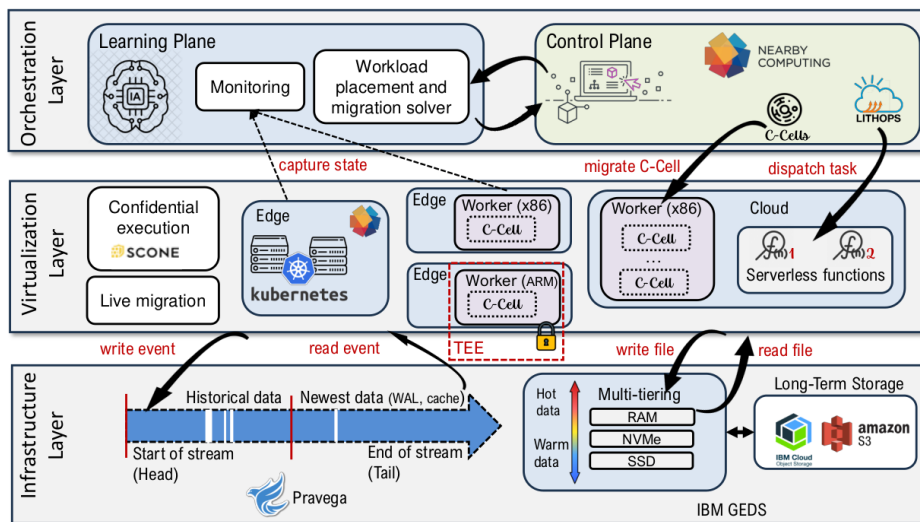 Orchestration
Layer
Learning Plane
IA
Monitoring
Workload
placement and
migration solver
Control Plane
NEARBY
COMPUTING
C-Cells
LITHOPS
capture state
migrate C-Cell
dispatch task
Virtualization
Layer
Confidential
execution
SCONE
Live migration
Edge
kubernetes
Edge
Worker (x86)
C-Cell
Edge
Worker (ARM)
C-Cell
TEE
Worker (x86)
C-Cell
...
C-Cell
Cloud
f(x)1
f(x)2
Serverless functions
write event
read event
write file
read file
Infrastructure
Layer
Historical data
Newest data (WAL, cache)
Start of stream
(Head)
End of stream
(Tail)
Pravega
Hot
data
Warm
data
Multi-tiering
RAM
NVMe
SSD
IBM GEDS
Long-Term Storage
IBM Cloud
Object Storage
amazon
S3